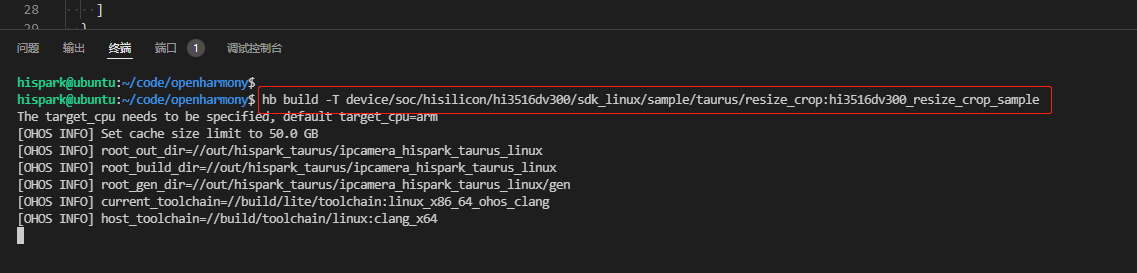 28 ]
29 }
问题 输出 终端 端口 1 调试控制台
hispark@ubuntu:~/code/openharmony$
hispark@ubuntu:~/code/openharmony$ hb build -T device/soc/hisilicon/hi3516dv300/sdk_linux/sample/taurus/resize_crop:hi3516dv300_resize_crop_sample
The target_cpu needs to be specified, default target_cpu=arm
[OHOS INFO] Set cache size limit to 50.0 GB
[OHOS INFO] root_out_dir=//out/hispark_taurus/ipcamera_hispark_taurus_linux
[OHOS INFO] root_build_dir=//out/hispark_taurus/ipcamera_hispark_taurus_linux
[OHOS INFO] root_gen_dir=//out/hispark_taurus/ipcamera_hispark_taurus_linux/gen
[OHOS INFO] current_toolchain=//build/lite/toolchain:linux_x86_64_ohos_clang
[OHOS INFO] host_toolchain=//build/toolchain/linux:clang_x64